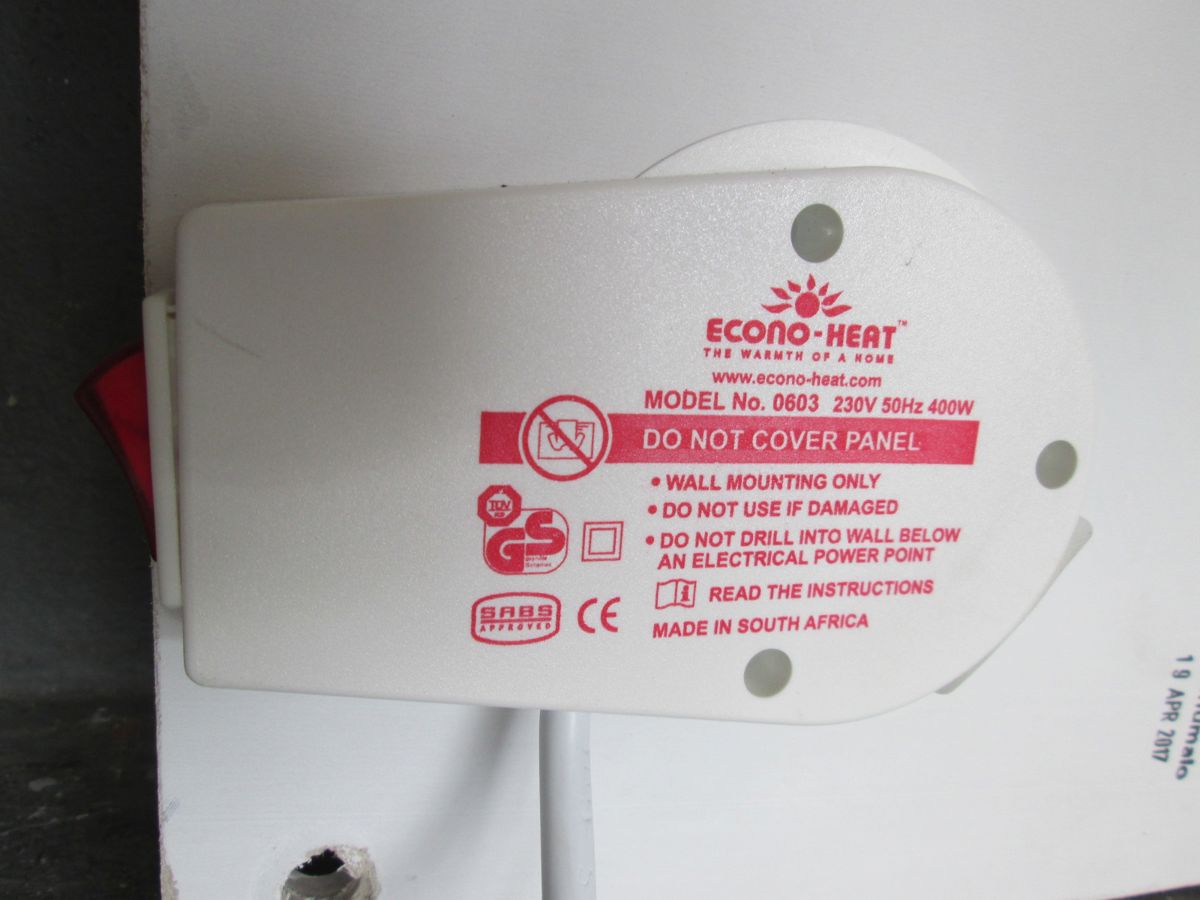 ECONO-HEAT™
THE WARMTH OF A HOME
www.econo-heat.com
MODEL No. 0603 230V 50Hz 400W
DO NOT COVER PANEL
• WALL MOUNTING ONLY
• DO NOT USE IF DAMAGED
• DO NOT DRILL INTO WALL BELOW
AN ELECTRICAL POWER POINT
READ THE INSTRUCTIONS
MADE IN SOUTH AFRICA
TÜV
GS
SABS
APPROVED
CE
19 APR 2017